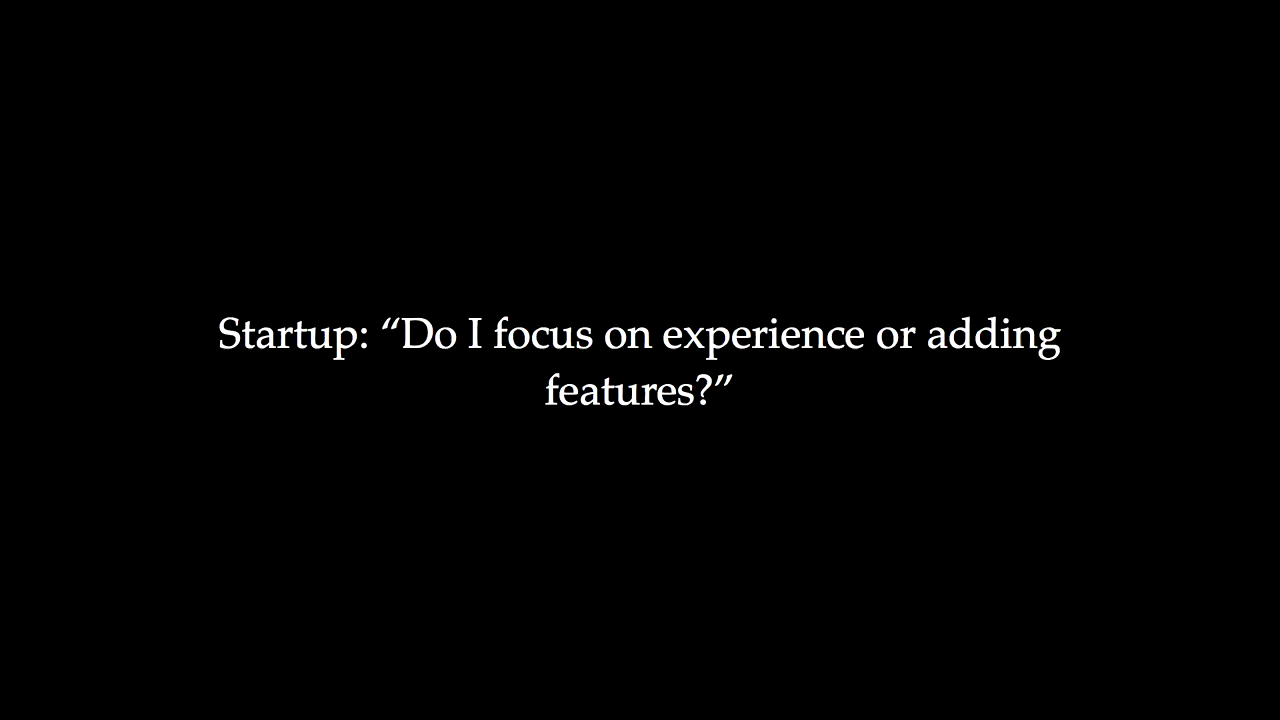 Startup: “Do I focus on experience or adding
features?”